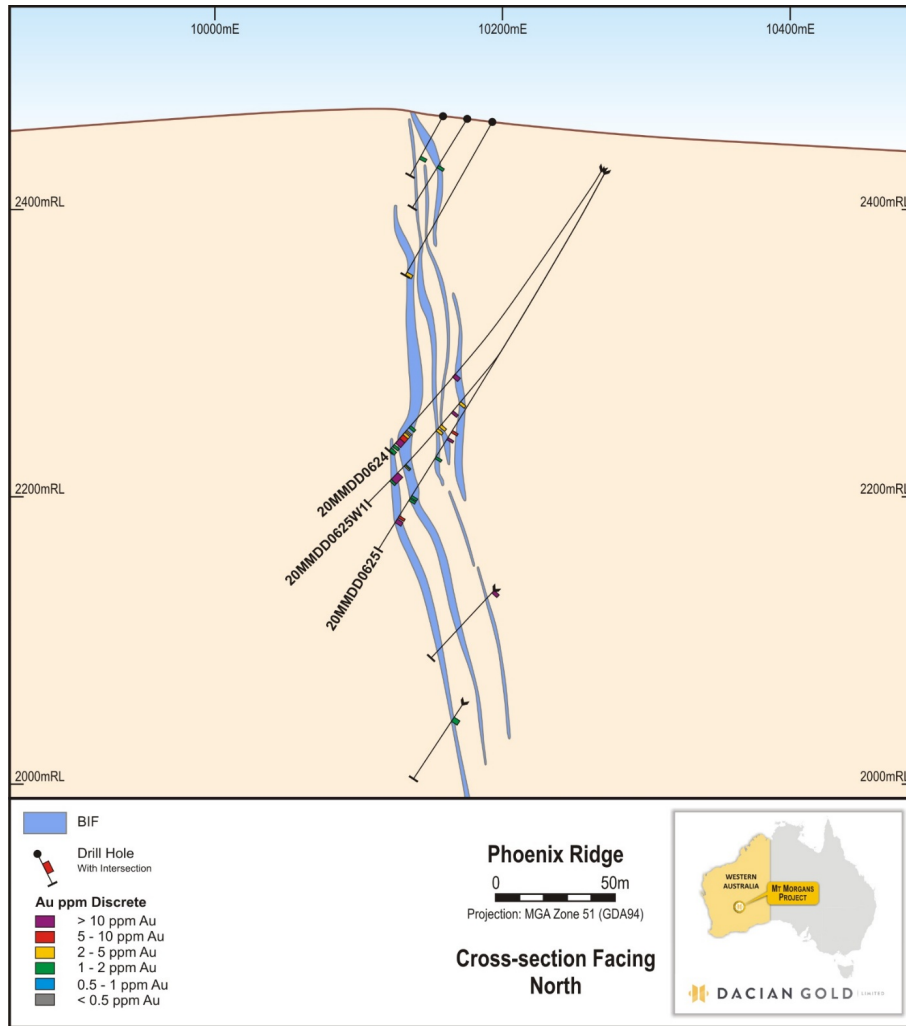 10000mE
10200mE
10400mE
2400mRL
2400mRL
20MMDD0624
2200mRL
2200mRL
20MMDD0625W1
20MMDD0625
2000mRL
2000mRL
BIF
Drill Hole
With Intersection
Au ppm Discrete
> 10 ppm Au
5 - 10 ppm Au
2 - 5 ppm Au
1 - 2 ppm Au
0.5 - 1 ppm Au
< 0.5 ppm Au
Phoenix Ridge
0
50m
Projection: MGA Zone 51 (GDA94)
Cross-section Facing
North
WESTERN
AUSTRALIA
MT MORGANS
PROJECT
DACIAN GOLD LIMITED